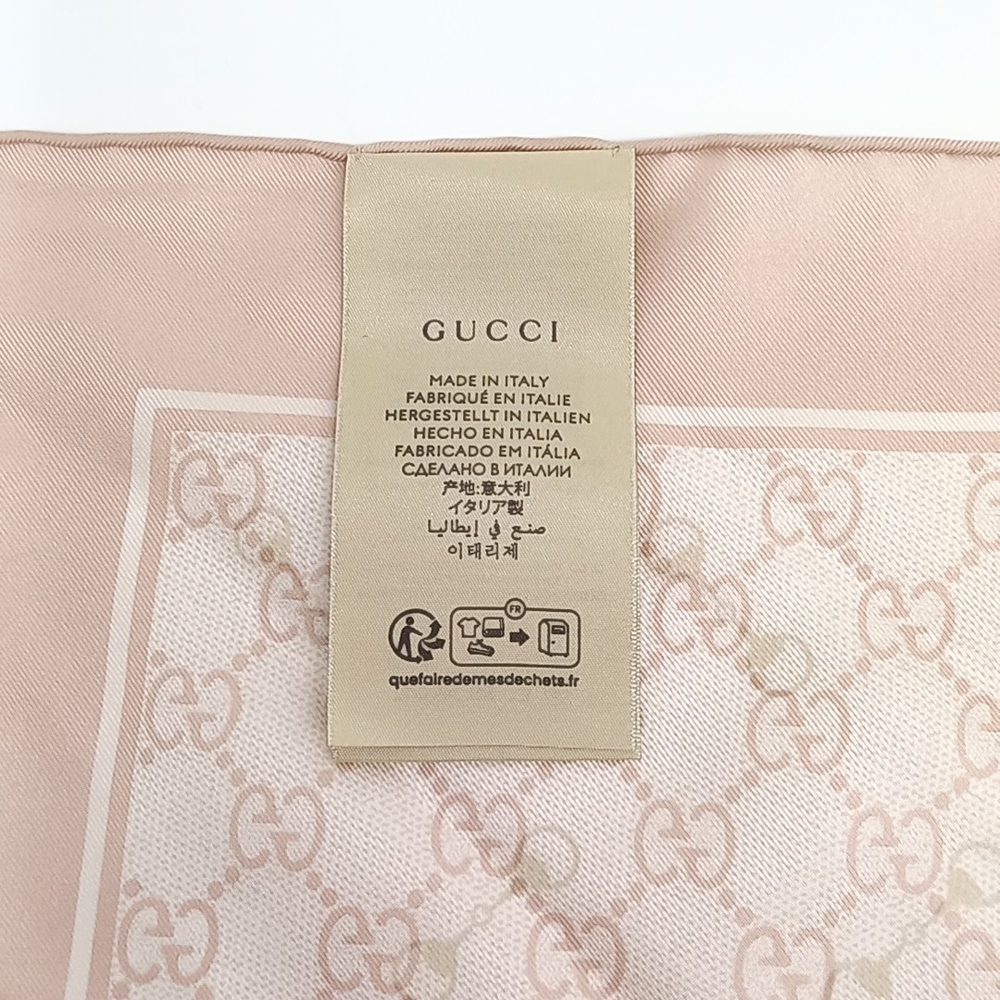 GUCCI
MADE IN ITALY
FABRIQUÉ EN ITALIE
HERGESTELLT IN ITALIEN
HECHO EN ITALIA
FABRICADO EM ITÁLIA
СДЕЛАНО В ИТАЛИИ
产地:意大利
イタリア製
صنع في إيطاليا
이태리제
FR
quefairedemesdechets.fr